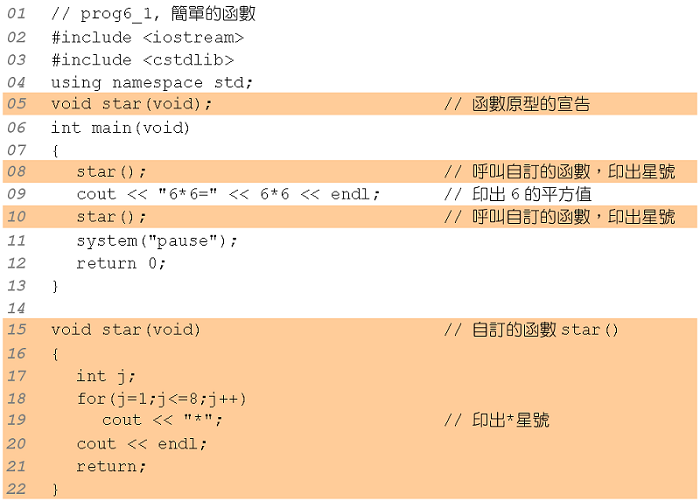 01 // prog6_1, 簡單的函數
02 #include <iostream>
03 #include <cstdlib>
04 using namespace std;
05 void star(void); // 函數原型的宣告
06 int main(void)
07 {
08 star(); // 呼叫自訂的函數，印出星號
09 cout << "6*6=" << 6*6 << endl; // 印出 6 的平方值
10 star(); // 呼叫自訂的函數，印出星號
11 system("pause");
12 return 0;
13 }
14
15 void star(void) // 自訂的函數 star()
16 {
17 int j;
18 for(j=1;j<=8;j++)
19 cout << "*"; // 印出*星號
20 cout << endl;
21 return;
22 }